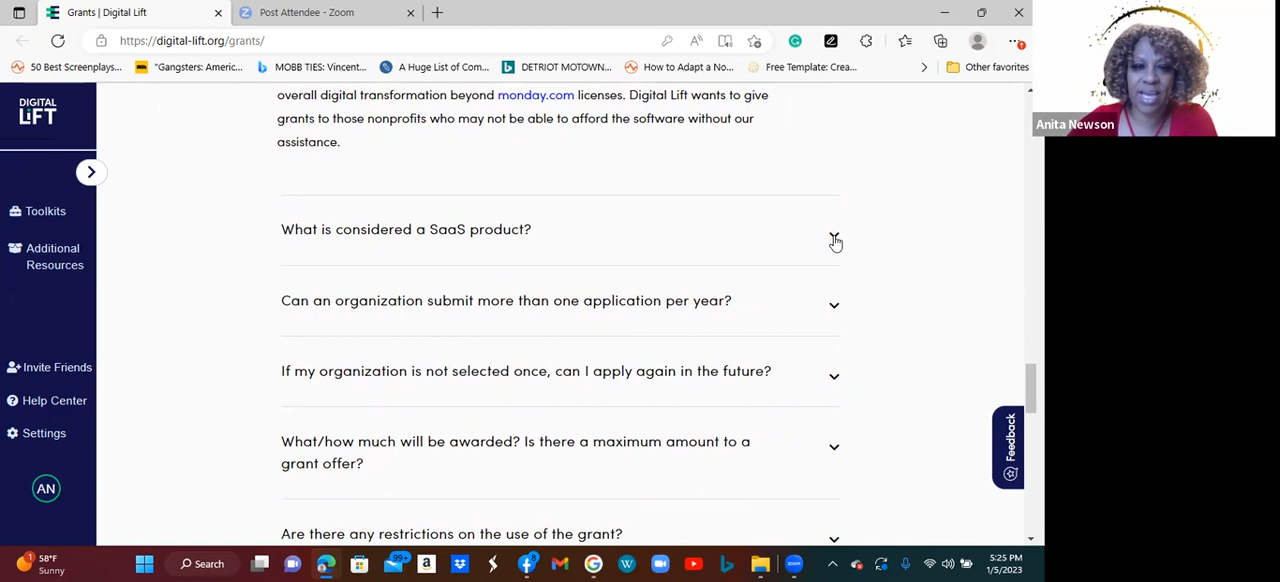 Grants | Digital Lift
Post Attendee - Zoom
https://digital-lift.org/grants/
50 Best Screenplays...
"Gangsters: Americ...
MOBB TIES: Vincent...
A Huge List of Com...
DETRIOT MOTOWN...
How to Adapt a No...
Free Template: Crea...
Other favorites
DIGITAL
LiFT
Toolkits
Additional
Resources
Invite Friends
Help Center
Settings
AN
overall digital transformation beyond monday.com licenses. Digital Lift wants to give
grants to those nonprofits who may not be able to afford the software without our
assistance.
What is considered a SaaS product?
Can an organization submit more than one application per year?
If my organization is not selected once, can I apply again in the future?
What/how much will be awarded? Is there a maximum amount to a
grant offer?
Are there any restrictions on the use of the grant?
Feedback
Anita Newson
1
58°F
Sunny
Search
99+
8
zoom
5:25 PM
1/5/2023